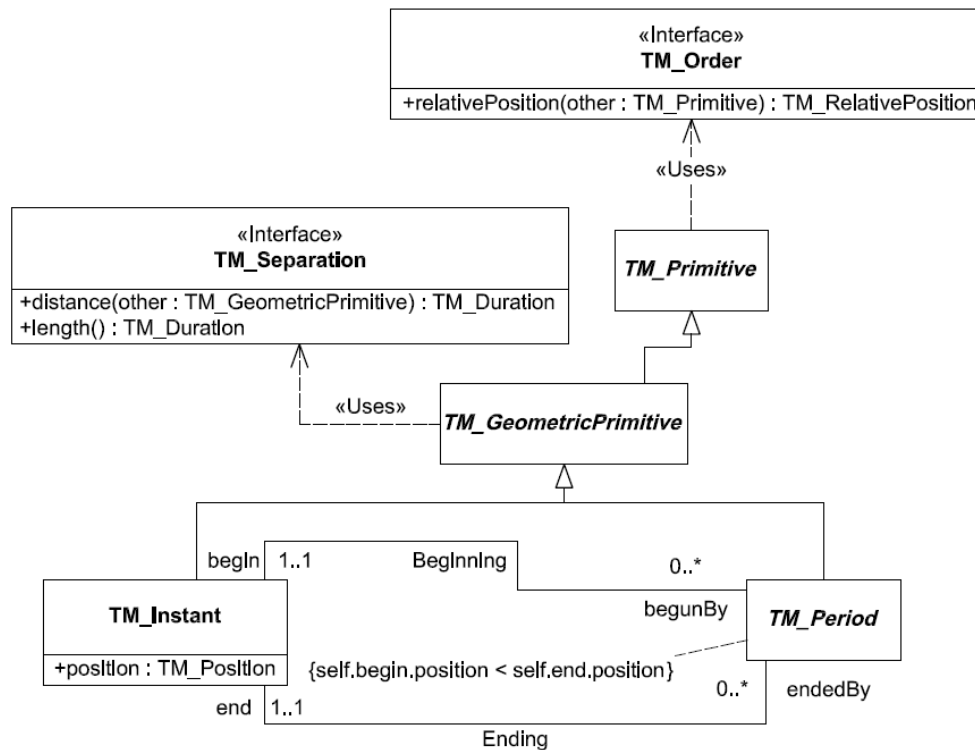 «Interface»
TM_Order
+relativePosition(other : TM_Primitive) : TM_RelativePosition
«Uses»
«Interface»
TM_Separation
+distance(other : TM_GeometricPrimitive) : TM_Duration
+length() : TM_Duration
TM_Primitive
«Uses»
TM_GeometricPrimitive
begin
1..1
Beginning
0..*
begunBy
TM_Instant
+position : TM_Position
TM_Period
{self.begin.position < self.end.position}
end
1..1
0..*
endedBy
Ending